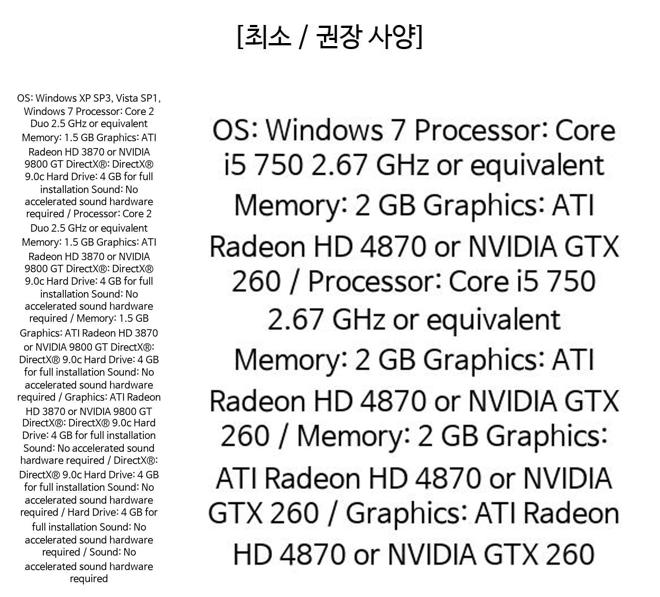 [최소 / 권장 사양]
OS: Windows XP SP3, Vista SP1,
Windows 7 Processor: Core 2
Duo 2.5 GHz or equivalent
Memory: 1.5 GB Graphics: ATI
Radeon HD 3870 or NVIDIA
9800 GT DirectX®: DirectX®
9.0c Hard Drive: 4 GB for full
installation Sound: No
accelerated sound hardware
required / Processor: Core 2
Duo 2.5 GHz or equivalent
Memory: 1.5 GB Graphics: ATI
Radeon HD 3870 or NVIDIA
9800 GT DirectX®: DirectX®
9.0c Hard Drive: 4 GB for full
installation Sound: No
accelerated sound hardware
required / Memory: 1.5 GB
Graphics: ATI Radeon HD 3870
or NVIDIA 9800 GT DirectX®:
DirectX® 9.0c Hard Drive: 4 GB
for full installation Sound: No
accelerated sound hardware
required / Graphics: ATI Radeon
HD 3870 or NVIDIA 9800 GT
DirectX®: DirectX® 9.0c Hard
Drive: 4 GB for full installation
Sound: No accelerated sound
hardware required / DirectX®:
DirectX® 9.0c Hard Drive: 4 GB
for full installation Sound: No
accelerated sound hardware
required / Hard Drive: 4 GB for
full installation Sound: No
accelerated sound hardware
required / Sound: No
accelerated sound hardware
required
OS: Windows 7 Processor: Core
i5 750 2.67 GHz or equivalent
Memory: 2 GB Graphics: ATI
Radeon HD 4870 or NVIDIA GTX
260 / Processor: Core i5 750
2.67 GHz or equivalent
Memory: 2 GB Graphics: ATI
Radeon HD 4870 or NVIDIA GTX
260 / Memory: 2 GB Graphics:
ATI Radeon HD 4870 or NVIDIA
GTX 260 / Graphics: ATI Radeon
HD 4870 or NVIDIA GTX 260